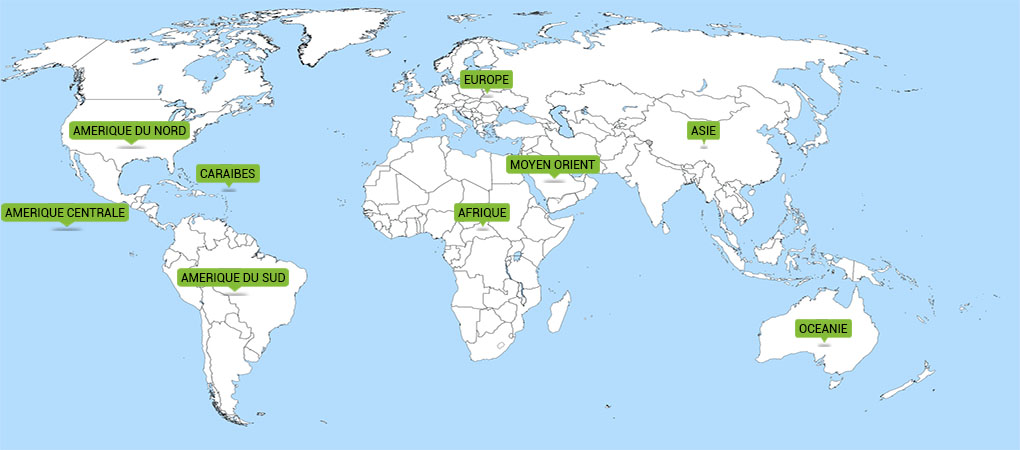 EUROPE
AMERIQUE DU NORD
ASIE
MOYEN ORIENT
CARAIBES
AMERIQUE CENTRALE
AFRIQUE
AMERIQUE DU SUD
OCEANIE